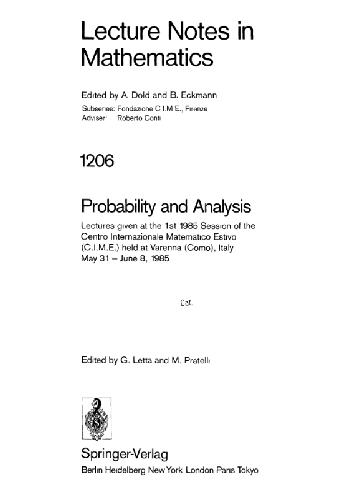 Lecture Notes in
Mathematics
Edited by A. Dold and B. Eckmann
Subseries: Fondazione C.I.M.E., Firenze
Adviser: Roberto Conti
1206
Probability and Analysis
Lectures given at the 1st 1985 Session of the
Centro Internazionale Matematico Estivo
(C.I.M.E.) held at Varenna (Como), Italy
May 31 – June 8, 1985
Edited by G. Letta and M. Pratelli
Springer-Verlag
Berlin Heidelberg New York London Paris Tokyo